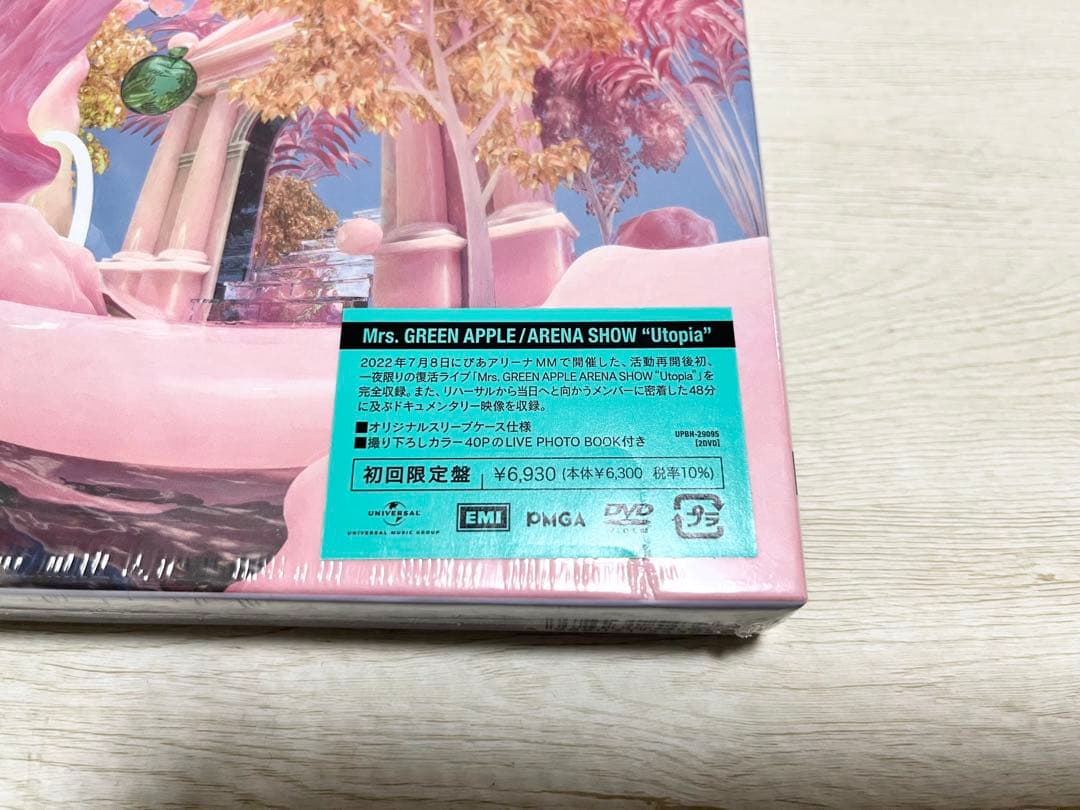 Mrs. GREEN APPLE/ARENA SHOW “Utopia”
2022年7月8日にぴあアリーナMMで開催した、活動再開後初、
一夜限りの復活ライブ「Mrs. GREEN APPLE ARENA SHOW “Utopia”」を
完全収録。また、リハーサルから当日へと向かうメンバーに密着した48分
に及ぶドキュメンタリー映像を収録。
■オリジナルスリーブケース仕様
■撮り下ろしカラー40PのLIVE PHOTO BOOK付き
UPBH-29095
[2DVD]
初回限定盤 ¥6,930 (本体¥6,300 税率10%)
UNIVERSAL
UNIVERSAL MUSIC GROUP
EMI
PMGA
DVD
VIDEO
プラ